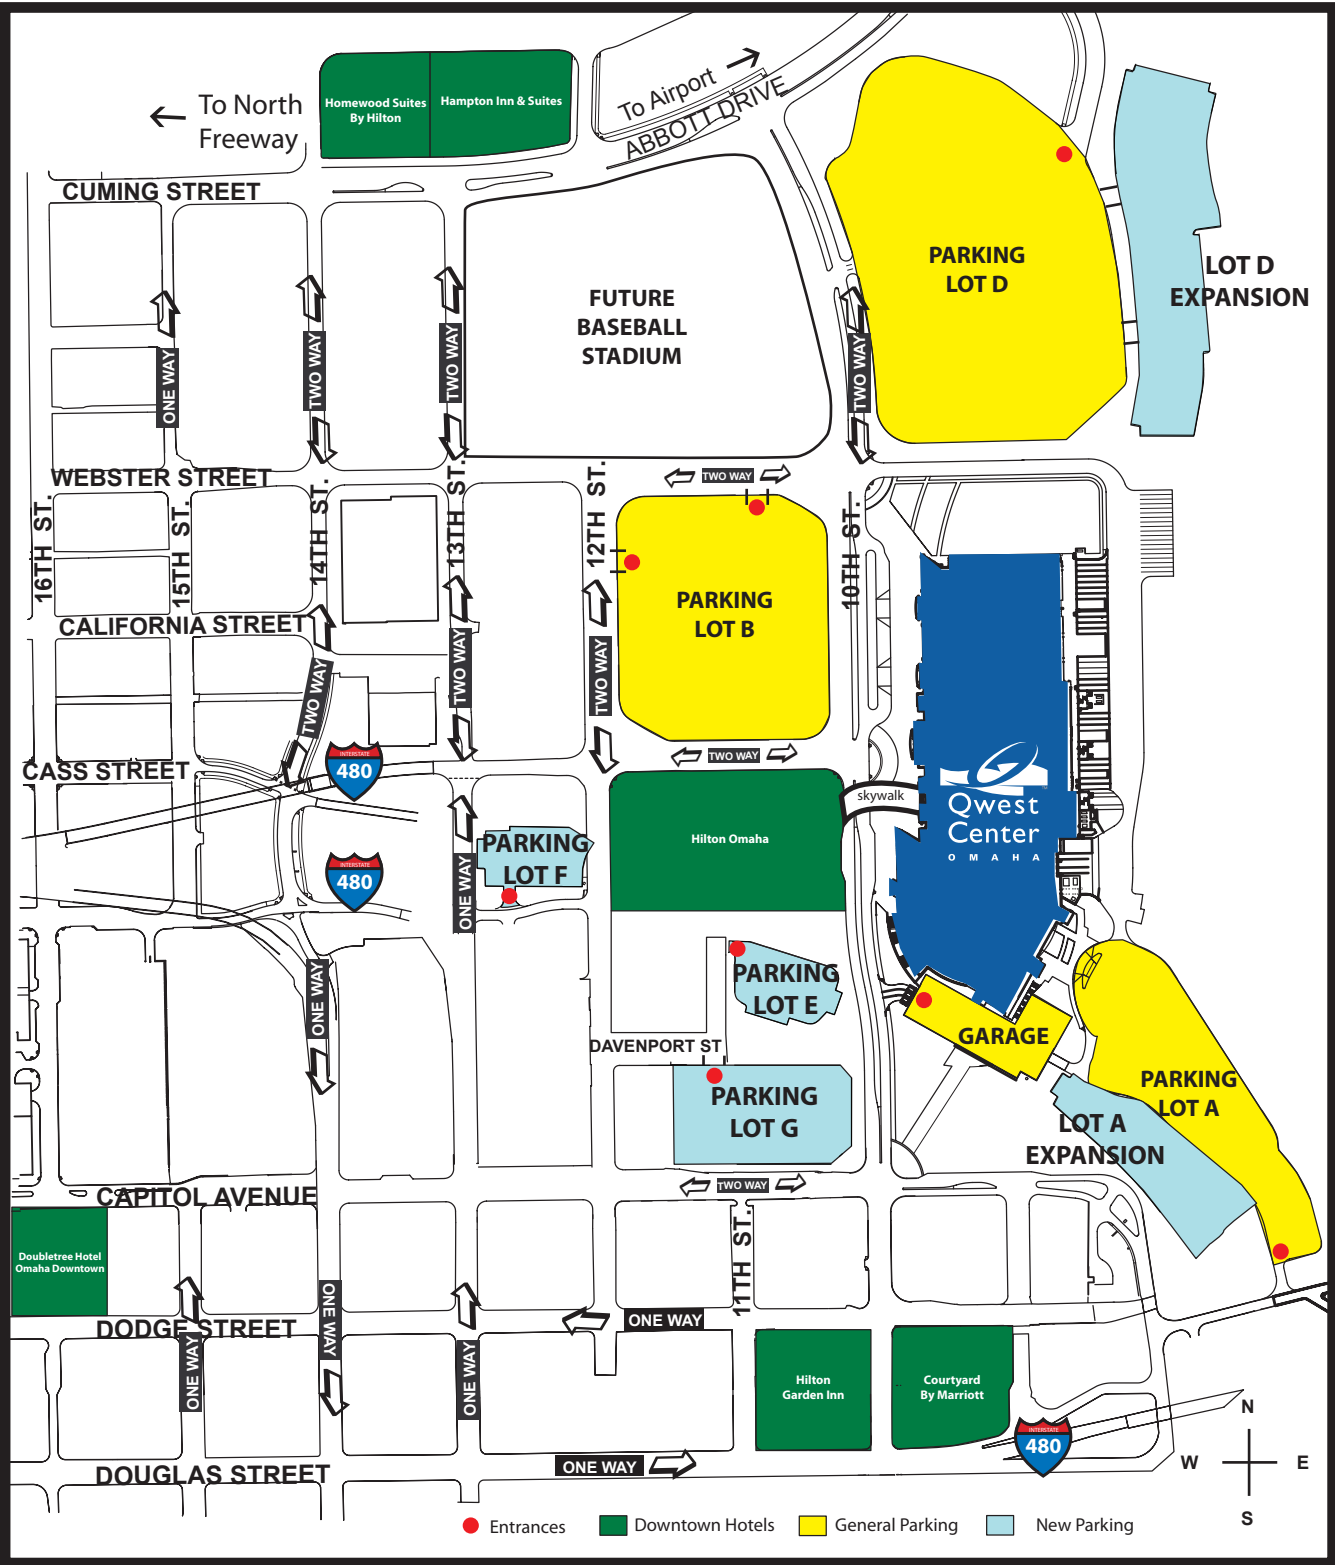 To North
Freeway
Homewood Suites
By Hilton
Hampton Inn & Suites
To Airport
ABBOTT DRIVE
CUMING STREET
PARKING
LOT D
LOT D
EXPANSION
FUTURE
BASEBALL
STADIUM
ONE WAY
TWO WAY
TWO WAY
TWO WAY
WEBSTER STREET
TWO WAY
16TH ST.
15TH ST.
14TH ST.
13TH ST.
12TH ST.
10TH ST.
PARKING
LOT B
CALIFORNIA STREET
TWO WAY
TWO WAY
TWO WAY
TWO WAY
CASS STREET
INTERSTATE
480
skywalk
Qwest
Center
OMAHA
Hilton Omaha
PARKING
LOT F
INTERSTATE
480
ONE WAY
ONE WAY
PARKING
LOT E
GARAGE
DAVENPORT ST
PARKING
LOT G
PARKING
LOT A
LOT A
EXPANSION
TWO WAY
CAPITOL AVENUE
11TH ST.
Doubletree Hotel
Omaha Downtown
DODGE STREET
ONE WAY
ONE WAY
ONE WAY
ONE WAY
Hilton
Garden Inn
Courtyard
By Marriott
INTERSTATE
480
N
W
E
S
DOUGLAS STREET
ONE WAY
Entrances
Downtown Hotels
General Parking
New Parking